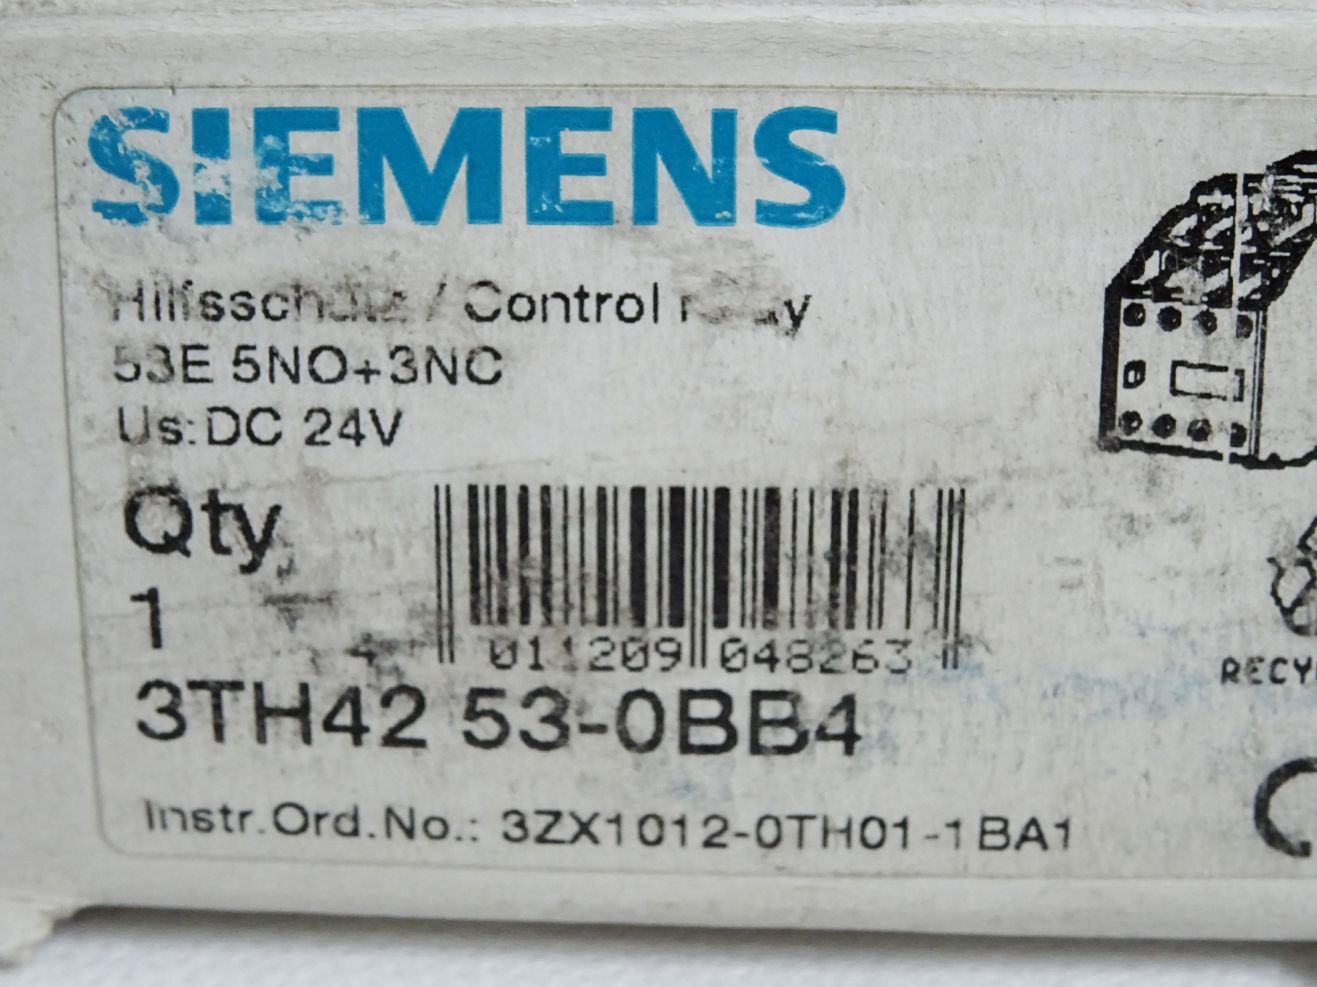 SIEMENS
Hilfsschütz / Control relay
53E 5NO+3NC
Us: DC 24V
Qty
1
011209 048263
3TH42 53-0BB4
Instr.Ord.No.: 3ZX1012-0TH01-1BA1
RECY